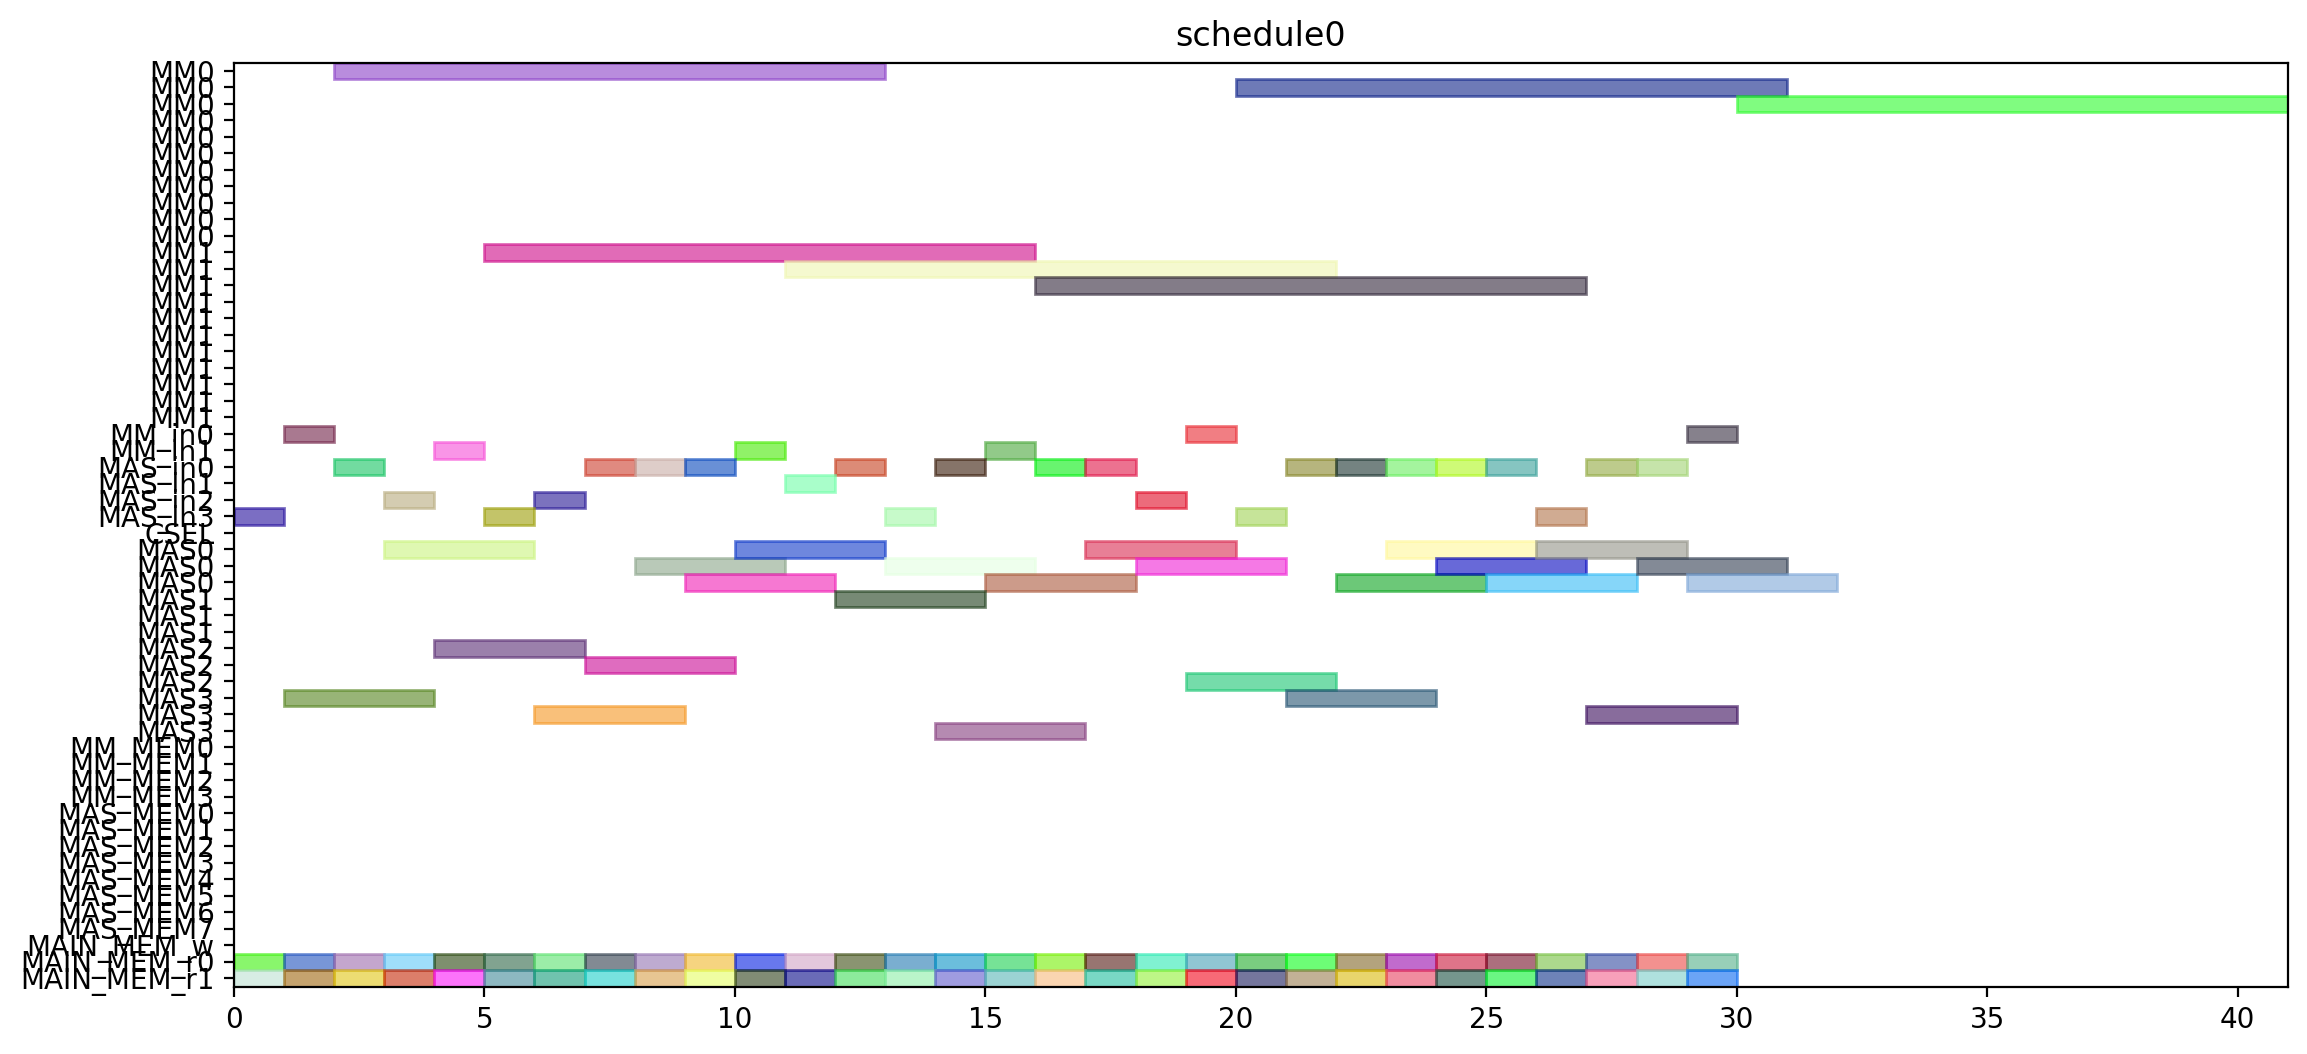 schedule0
MM0
MM0
MM0
MM0
MM0
MM0
MM0
MM0
MM0
MM0
MM0
MM1
MM1
MM1
MM1
MM1
MM1
MM1
MM1
MM1
MM1
MM1
MM_in0
MM_in1
MAS_in0
MAS_in1
MAS_in2
MAS_in3
CSEL
MAS0
MAS0
MAS0
MAS1
MAS1
MAS1
MAS2
MAS2
MAS2
MAS3
MAS3
MAS3
MM_MEM0
MM_MEM1
MM_MEM2
MM_MEM3
MAS_MEM0
MAS_MEM1
MAS_MEM2
MAS_MEM3
MAS_MEM4
MAS_MEM5
MAS_MEM6
MAS_MEM7
MAIN_MEM_w
MAIN_MEM_r0
MAIN_MEM_r1
0 5 10 15 20 25 30 35 40